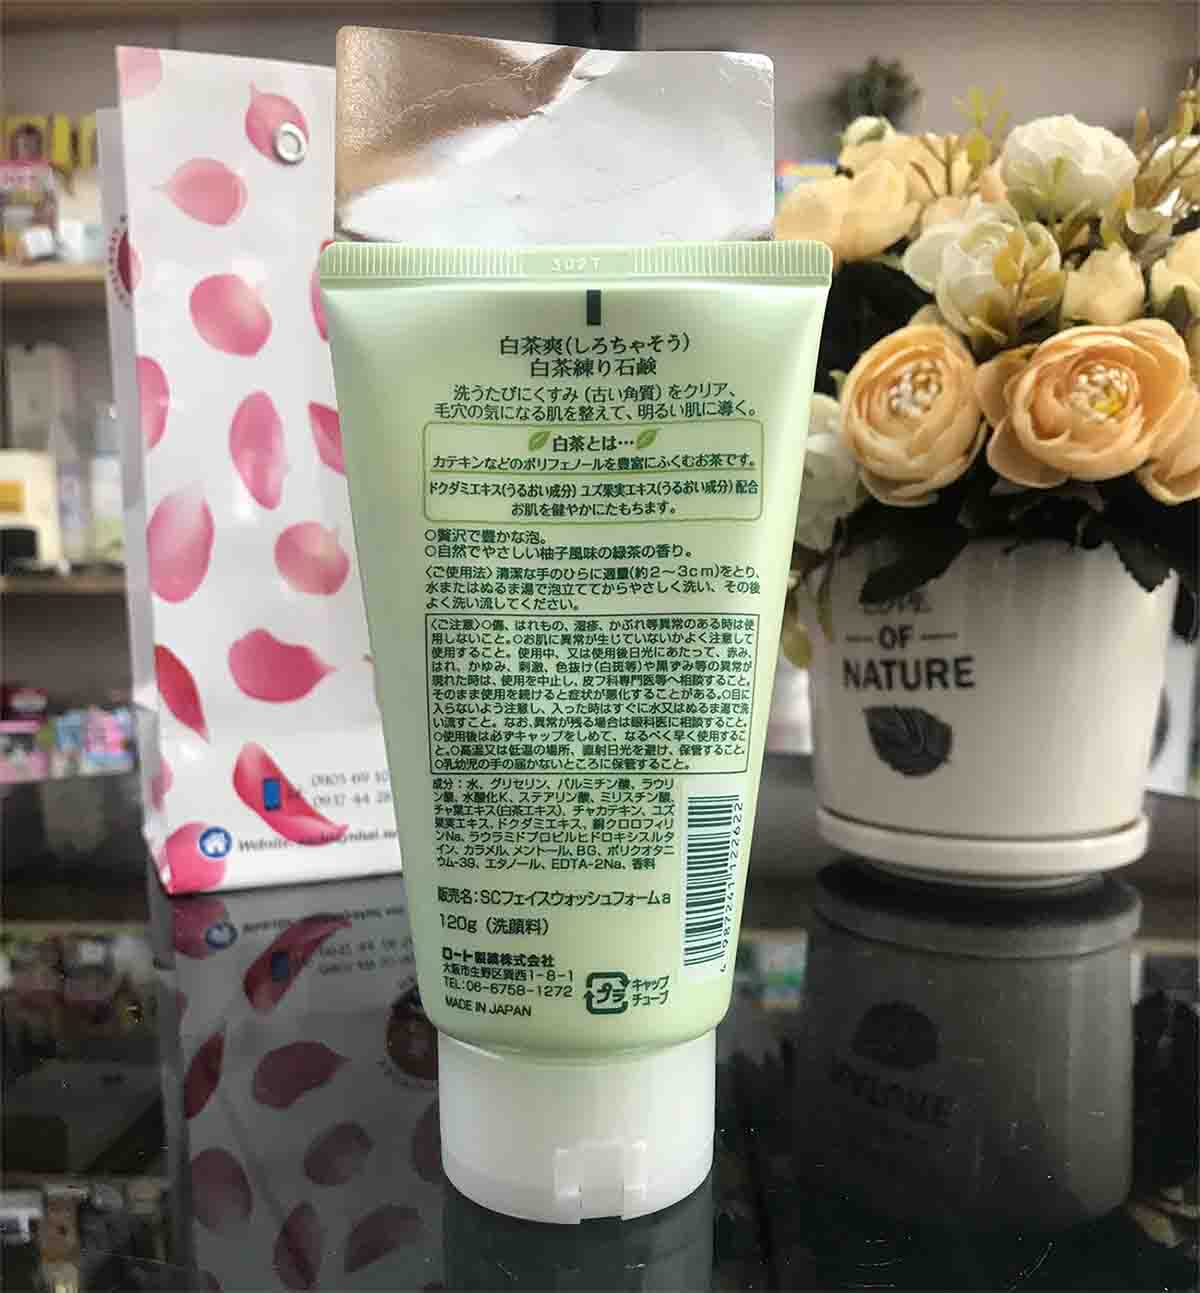 白茶爽(しろちゃそう)
白茶練り石鹸
洗うたびにくすみ(古い角質)をクリア、
毛穴の気になる肌を整えて、明るい肌に導く。
白茶とは…
カテキンなどのポリフェノールを豊富にふくむお茶です。
ドクダミエキス(うるおい成分) ユズ果実エキス(うるおい成分)配合
お肌を健やかにたもちます。
○贅沢で豊かな泡。
○自然でやさしい柚子風味の緑茶の香り。
〈ご使用法〉清潔な手のひらに適量(約2〜3cm)をとり、
水またはぬるま湯で泡立ててからやさしく洗い、その後
よく洗い流してください。
〈ご注意〉○傷、はれもの、湿疹、かぶれ等異常のある時は使
用しないこと。○お肌に異常が生じていないかよく注意して
使用すること。使用中、又は使用後日光にあたって、赤み、
はれ、かゆみ、刺激、色抜け(白斑等)や黒ずみ等の異常が
現れた時は、使用を中止し、皮フ科専門医等へ相談すること。
そのまま使用を続けると症状が悪化することがある。○目に
入らないよう注意し、入った時はすぐに水又はぬるま湯で洗
い流すこと。なお、異常が残る場合は眼科医に相談すること。
○使用後は必ずキャップをしめて、なるべく早く使用するこ
と。○高温又は低温の場所、直射日光を避け、保管すること。
○乳幼児の手の届かないところに保管すること。
成分:水、グリセリン、パルミチン酸、ラウリ
ン酸、水酸化K、ステアリン酸、ミリスチン酸、
チャ葉エキス(白茶エキス)、チャカテキン、ユズ
果実エキス、ドクダミエキス、銅クロロフィリ
ンNa、ラウラミドプロピルヒドロキシスルタ
イン、カラメル、メントール、BG、ポリクオタニ
ウム-39、エタノール、EDTA-2Na、香料
販売名:SCフェイスウォッシュフォームa
120g (洗顔料)
ロート製薬株式会社
大阪市生野区巽西1-8-1
TEL:06-6758-1272
MADE IN JAPAN
プラ
キャップ
チューブ
4 987241 122622
OF
NATURE
0905 69 10
0937 44 28
Website: